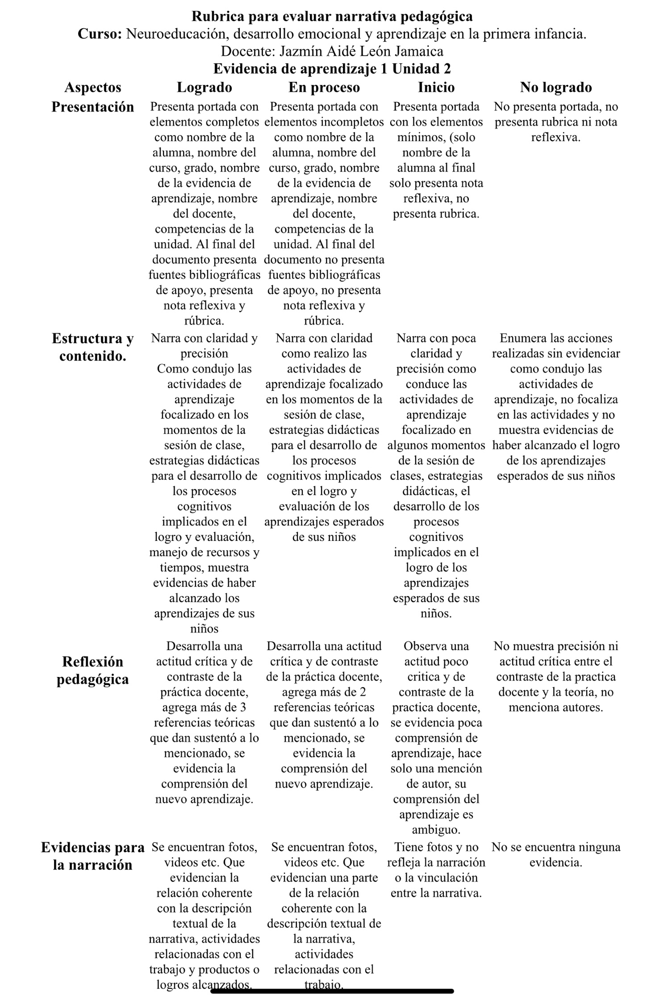 Rubrica para evaluar narrativa pedagógica
Curso: Neuroeducación, desarrollo emocional y aprendizaje en la primera infancia.
Docente: Jazmín Aidé León Jamaica
Evidencia de aprendizaje 1 Unidad 2
Aspectos
Logrado
En proceso
Inicio
No logrado
Presentación
Presenta portada con
elementos completos
como nombre de la
alumna, nombre del
curso, grado, nombre
de la evidencia de
aprendizaje, nombre
del docente,
competencias de la
unidad. Al final del
documento presenta
fuentes bibliográficas
de apoyo, presenta
nota reflexiva y
rúbrica.
Presenta portada con
elementos incompletos
como nombre de la
alumna, nombre del
curso, grado, nombre
de la evidencia de
aprendizaje, nombre
del docente,
competencias de la
unidad. Al final del
documento no presenta
fuentes bibliográficas
de apoyo, no presenta
nota reflexiva y
rúbrica.
Presenta portada
con los elementos
mínimos, (solo
nombre de la
alumna al final
solo presenta nota
reflexiva, no
presenta rubrica.
No presenta portada, no
presenta rubrica ni nota
reflexiva.
Estructura y
contenido.
Narra con claridad y
precisión
Como condujo las
actividades de
aprendizaje
focalizado en los
momentos de la
sesión de clase,
estrategias didácticas
para el desarrollo de
los procesos
cognitivos
implicados en el
logro y evaluación,
manejo de recursos y
tiempos, muestra
evidencias de haber
alcanzado los
aprendizajes de sus
niños
Narra con claridad
como realizo las
actividades de
aprendizaje focalizado
en los momentos de la
sesión de clase,
estrategias didácticas
para el desarrollo de
los procesos
cognitivos implicados
en el logro y
evaluación de los
aprendizajes esperados
de sus niños
Narra con poca
claridad y
precisión como
conduce las
actividades de
aprendizaje
focalizado en
algunos momentos
de la sesión de
clases, estrategias
didácticas, el
desarrollo de los
procesos
cognitivos
implicados en el
logro de los
aprendizajes
esperados de sus
niños.
Enumera las acciones
realizadas sin evidenciar
como condujo las
actividades de
aprendizaje, no focaliza
en las actividades y no
muestra evidencias de
haber alcanzado el logro
de los aprendizajes
esperados de sus niños
Reflexión
pedagógica
Desarrolla una
actitud crítica y de
contraste de la
práctica docente,
agrega más de 3
referencias teóricas
que dan sustentó a lo
mencionado, se
evidencia la
comprensión del
nuevo aprendizaje.
Desarrolla una actitud
crítica y de contraste
de la práctica docente,
agrega más de 2
referencias teóricas
que dan sustentó a lo
mencionado, se
evidencia la
comprensión del
nuevo aprendizaje.
Observa una
actitud poco
critica y de
contraste de la
practica docente,
se evidencia poca
comprensión de
aprendizaje, hace
solo una mención
de autor, su
comprensión del
aprendizaje es
ambiguo.
No muestra precisión ni
actitud crítica entre el
contraste de la practica
docente y la teoría, no
menciona autores.
Evidencias para
la narración
Se encuentran fotos,
videos etc. Que
evidencian la
relación coherente
con la descripción
textual de la
narrativa, actividades
relacionadas con el
trabajo y productos o
logros alcanzados.
Se encuentran fotos,
videos etc. Que
evidencian una parte
de la relación
coherente con la
descripción textual de
la narrativa,
actividades
relacionadas con el
trabajo.
Tiene fotos y no
refleja la narración
o la vinculación
entre la narrativa.
No se encuentra ninguna
evidencia.